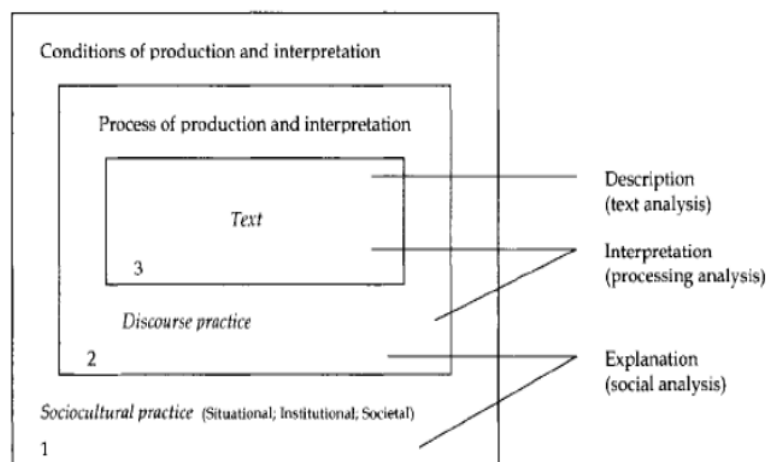 Conditions of production and interpretation
Process of production and interpretation
Text
3
Discourse practice
2
Sociocultural practice (Situational; Institutional; Societal)
1
Description
(text analysis)
Interpretation
(processing analysis)
Explanation
(social analysis)